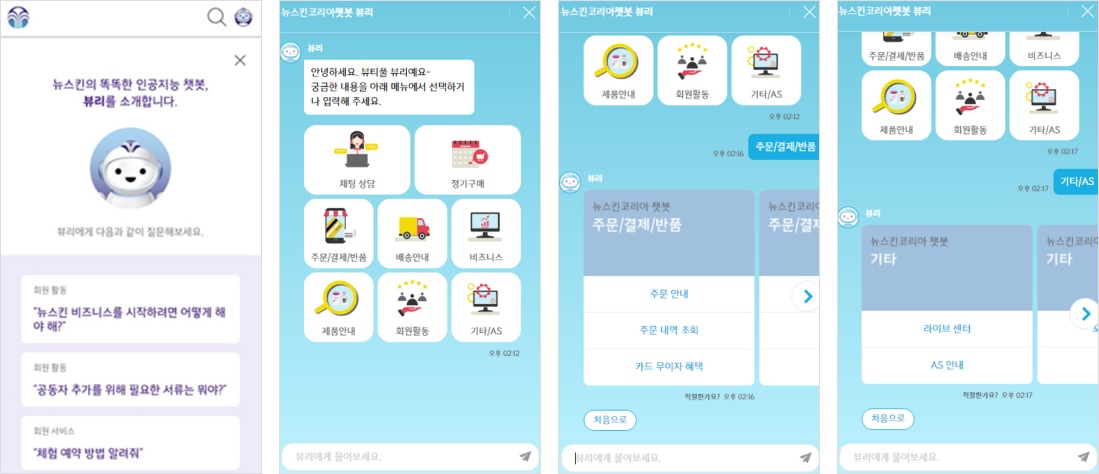 뉴스킨의 똑똑한 인공지능 챗봇,
뷰리를 소개합니다.
뷰리에게 다음과 같이 질문해보세요.
회원 활동
"뉴스킨 비즈니스를 시작하려면 어떻게 해
야 해?"
회원 활동
"공동자 추가를 위해 필요한 서류는 뭐야?"
회원 서비스
"체험 예약 방법 알려줘"
뉴스킨코리아챗봇 뷰리
뷰리
안녕하세요. 뷰티풀 뷰리예요~
궁금한 내용을 아래 메뉴에서 선택하거
나 입력해 주세요.
채팅 상담
정기구매
주문/결제/반품
배송안내
비즈니스
제품안내
회원활동
기타/AS
오후 02:12
뷰리에게 물어보세요.
뉴스킨코리아챗봇 뷰리
제품안내
회원활동
기타/AS
오후 02:12
오후 02:16
주문/결제/반품
뷰리
뉴스킨코리아 챗봇
주문/결제/반품
뉴스킨코리
주문/결
주문 안내
주문 내역 조회
카드 무이자 혜택
적절한가요? 오후 02:16
처음으로
뷰리에게 물어보세요.
뉴스킨코리아챗봇 뷰리
주문/결제/반품
배송안내
비즈니스
제품안내
회원활동
기타/AS
오후 02:17
오후 02:17
기타/AS
뷰리
뉴스킨코리아 챗봇
기타
뉴스킨코리
기타
라이브 센터
AS 안내
적절한가요? 오후 02:17
처음으로
뷰리에게 물어보세요.